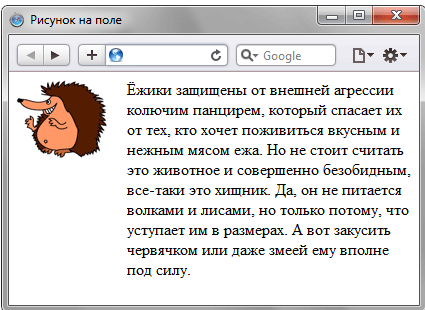 Рисунок на поле
Google
Ёжики защищены от внешней агрессии
колючим панцирем, который спасает их
от тех, кто хочет поживиться вкусным и
нежным мясом ежа. Но не стоит считать
это животное и совершенно безобидным,
все-таки это хищник. Да, он не питается
волками и лисами, но только потому, что
уступает им в размерах. А вот закусить
червячком или даже змеей ему вполне
под силу.